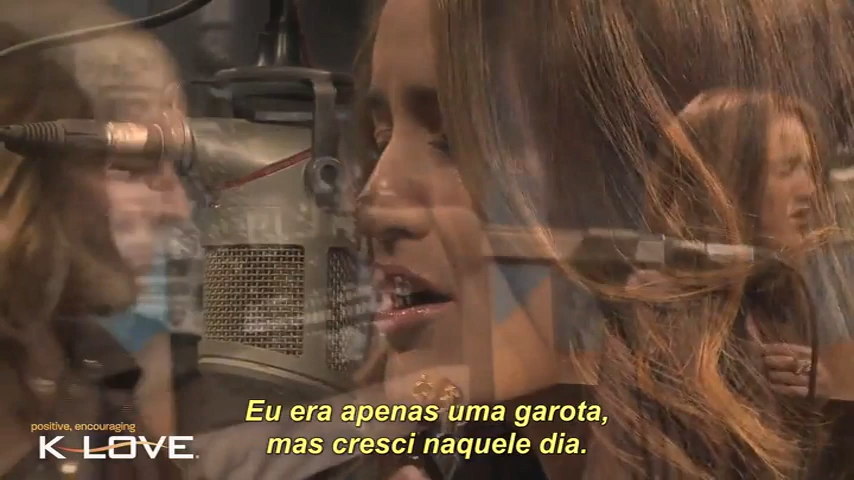 positive, encouraging
K LOVE.
Eu era apenas uma garota,
mas cresci naquele dia.